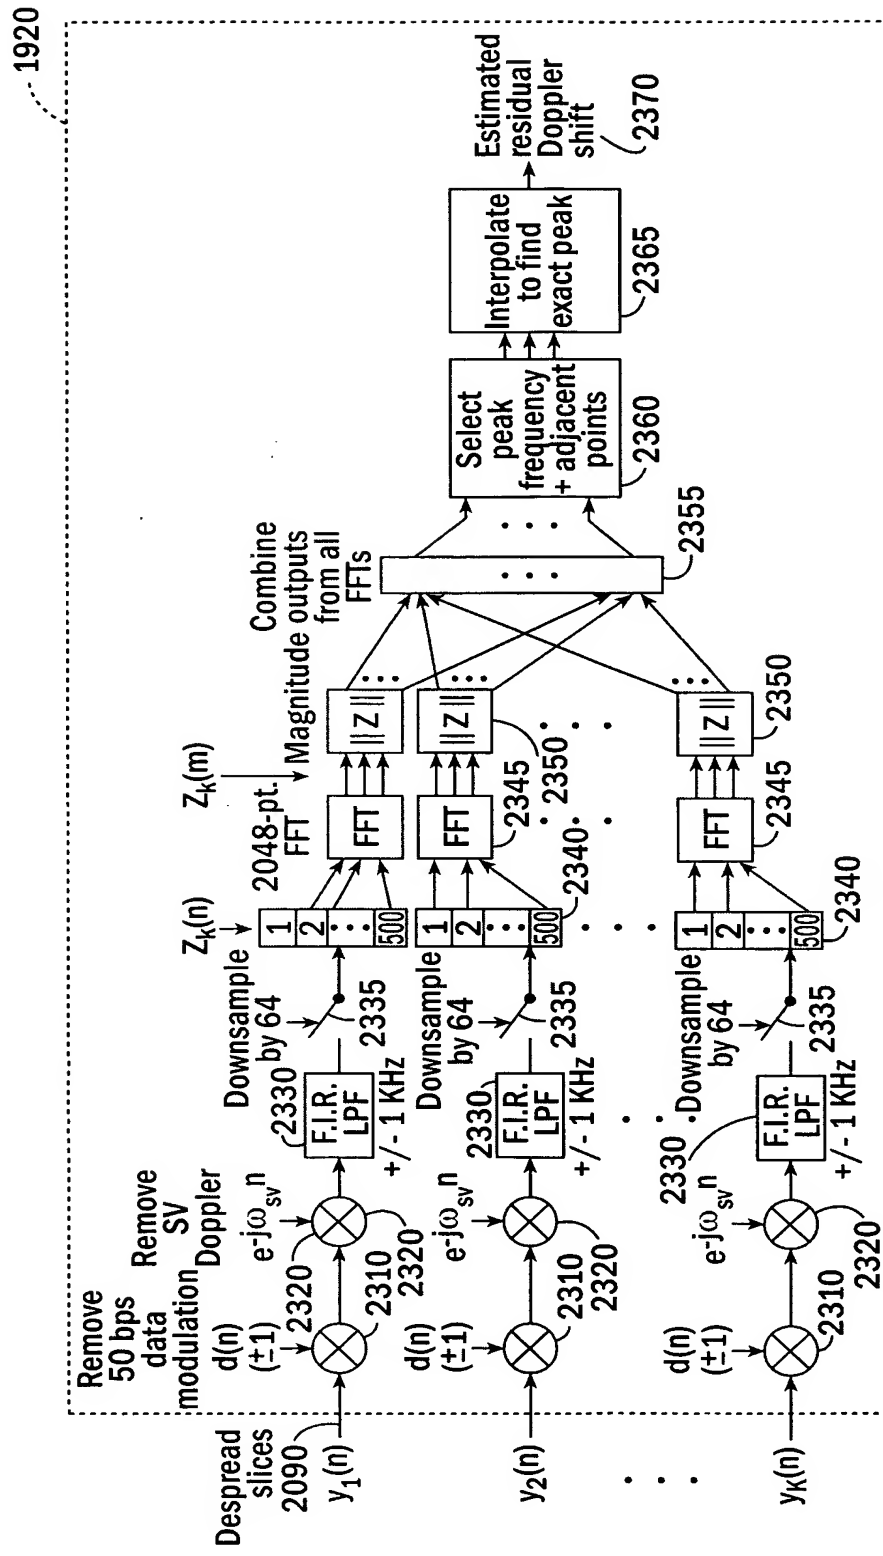 1920
Remove
50 bps
data
modulation
Remove
SV
Doppler
Despread
slices
2090
y₁(n)
d(n)
(±1)
2310
e-jωsvn
2320
2320
2330
F.I.R.
LPF
+/- 1 KHz
Downsample
by 64
2335
Zₖ(n)
1
2
500
2048-pt.
FFT
FFT
Zₖ(m)
Magnitude
||Z||
Combine
outputs
from all
FFTs
y₂(n)
d(n)
(±1)
2310
e-jωsvn
2320
2330
F.I.R.
LPF
+/- 1 KHz
Downsample
by 64
2335
1
2
500
2340
FFT
2345
||Z||
2350
yK(n)
d(n)
(±1)
2310
e-jωsvn
2320
2330
F.I.R.
LPF
+/- 1 KHz
Downsample
by 64
2335
1
2
500
2340
FFT
2345
||Z||
2350
2355
Select
peak
frequency
+ adjacent
points
2360
Interpolate
to find
exact peak
2365
Estimated
residual
Doppler
shift
2370